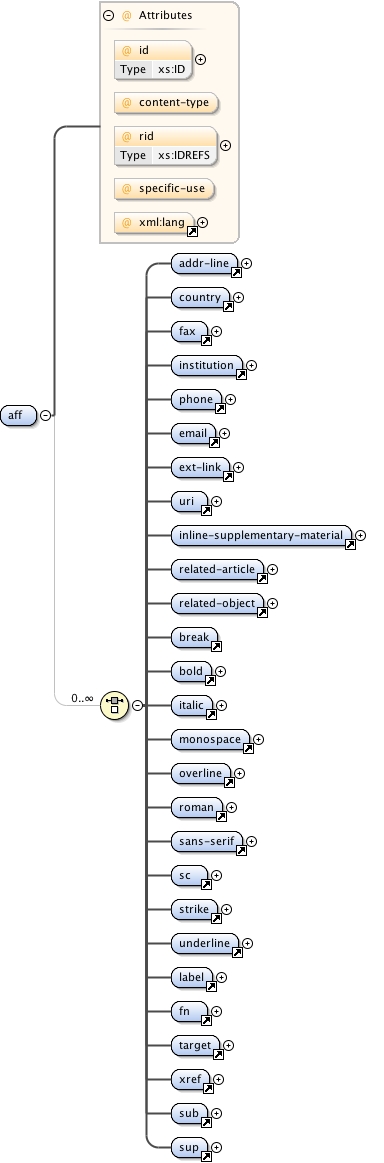 Attributes
@ id
Type xs:ID
@ content-type
@ rid
Type xs:IDREFS
@ specific-use
@ xml:lang
addr-line
country
fax
institution
phone
aff
email
ext-link
uri
inline-supplementary-material
related-article
related-object
break
bold
0..∞
italic
monospace
overline
roman
sans-serif
sc
strike
underline
label
fn
target
xref
sub
sup